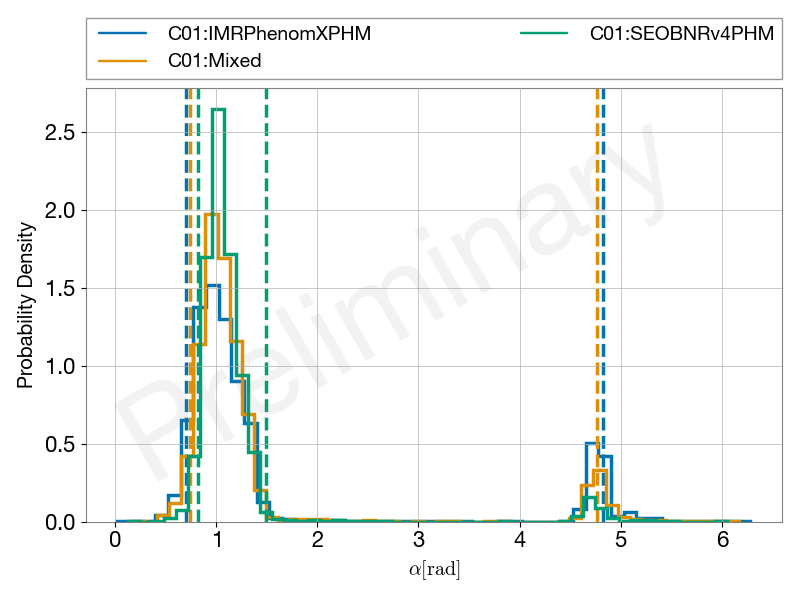 C01:IMRPhenomXPHM
C01:Mixed
C01:SEOBNRv4PHM
Probability Density
2.5
2.0
1.5
1.0
0.5
0.0
Preliminary
0 1 2 3 4 5 6
α[rad]